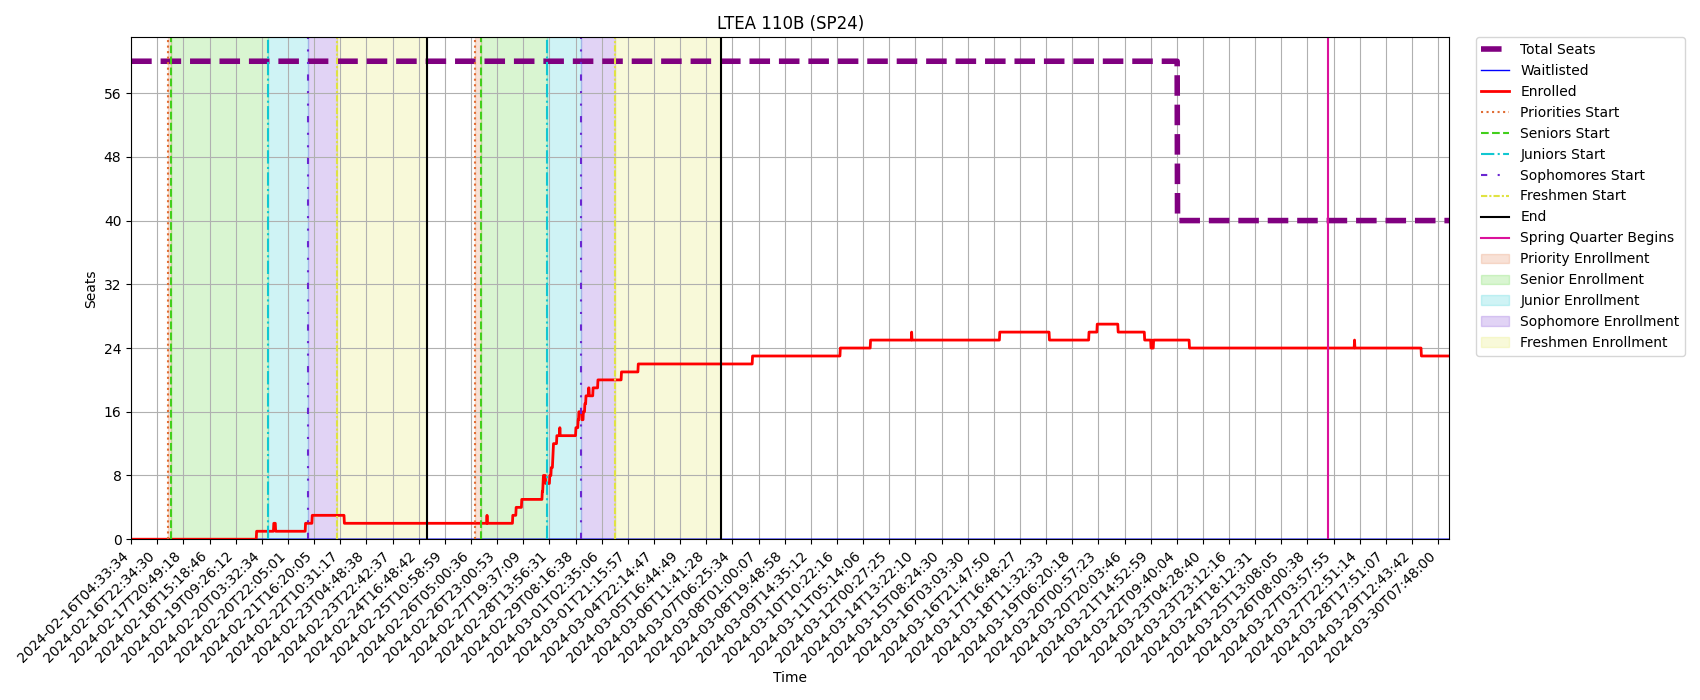 LTEA 110B (SP24)
Seats
56
48
40
32
24
16
8
0
2024-02-16T04:33:34
2024-02-16T22:34:30
2024-02-17T20:49:18
2024-02-18T15:18:46
2024-02-19T09:26:12
2024-02-20T03:32:34
2024-02-20T22:05:01
2024-02-21T16:20:05
2024-02-22T10:31:17
2024-02-23T04:48:38
2024-02-23T22:42:37
2024-02-24T16:48:42
2024-02-25T10:58:59
2024-02-26T05:00:36
2024-02-26T23:00:53
2024-02-27T19:37:09
2024-02-28T13:56:31
2024-02-29T08:16:38
2024-03-01T02:35:06
2024-03-01T21:15:57
2024-03-04T22:14:47
2024-03-05T16:44:49
2024-03-06T11:41:28
2024-03-07T06:25:34
2024-03-08T01:00:07
2024-03-08T19:48:58
2024-03-09T14:35:12
2024-03-10T10:22:16
2024-03-11T05:14:06
2024-03-12T00:27:25
2024-03-14T13:22:10
2024-03-15T08:24:30
2024-03-16T03:03:30
2024-03-16T21:47:50
2024-03-17T16:48:27
2024-03-18T11:32:33
2024-03-19T06:20:18
2024-03-20T00:57:23
2024-03-20T20:03:46
2024-03-21T14:52:59
2024-03-22T09:40:04
2024-03-23T04:28:40
2024-03-23T23:12:16
2024-03-24T18:12:31
2024-03-25T13:08:05
2024-03-26T08:00:38
2024-03-27T03:57:55
2024-03-27T22:51:14
2024-03-28T17:51:07
2024-03-29T12:43:42
2024-03-30T07:48:00
Time
Total Seats
Waitlisted
Enrolled
Priorities Start
Seniors Start
Juniors Start
Sophomores Start
Freshmen Start
End
Spring Quarter Begins
Priority Enrollment
Senior Enrollment
Junior Enrollment
Sophomore Enrollment
Freshmen Enrollment